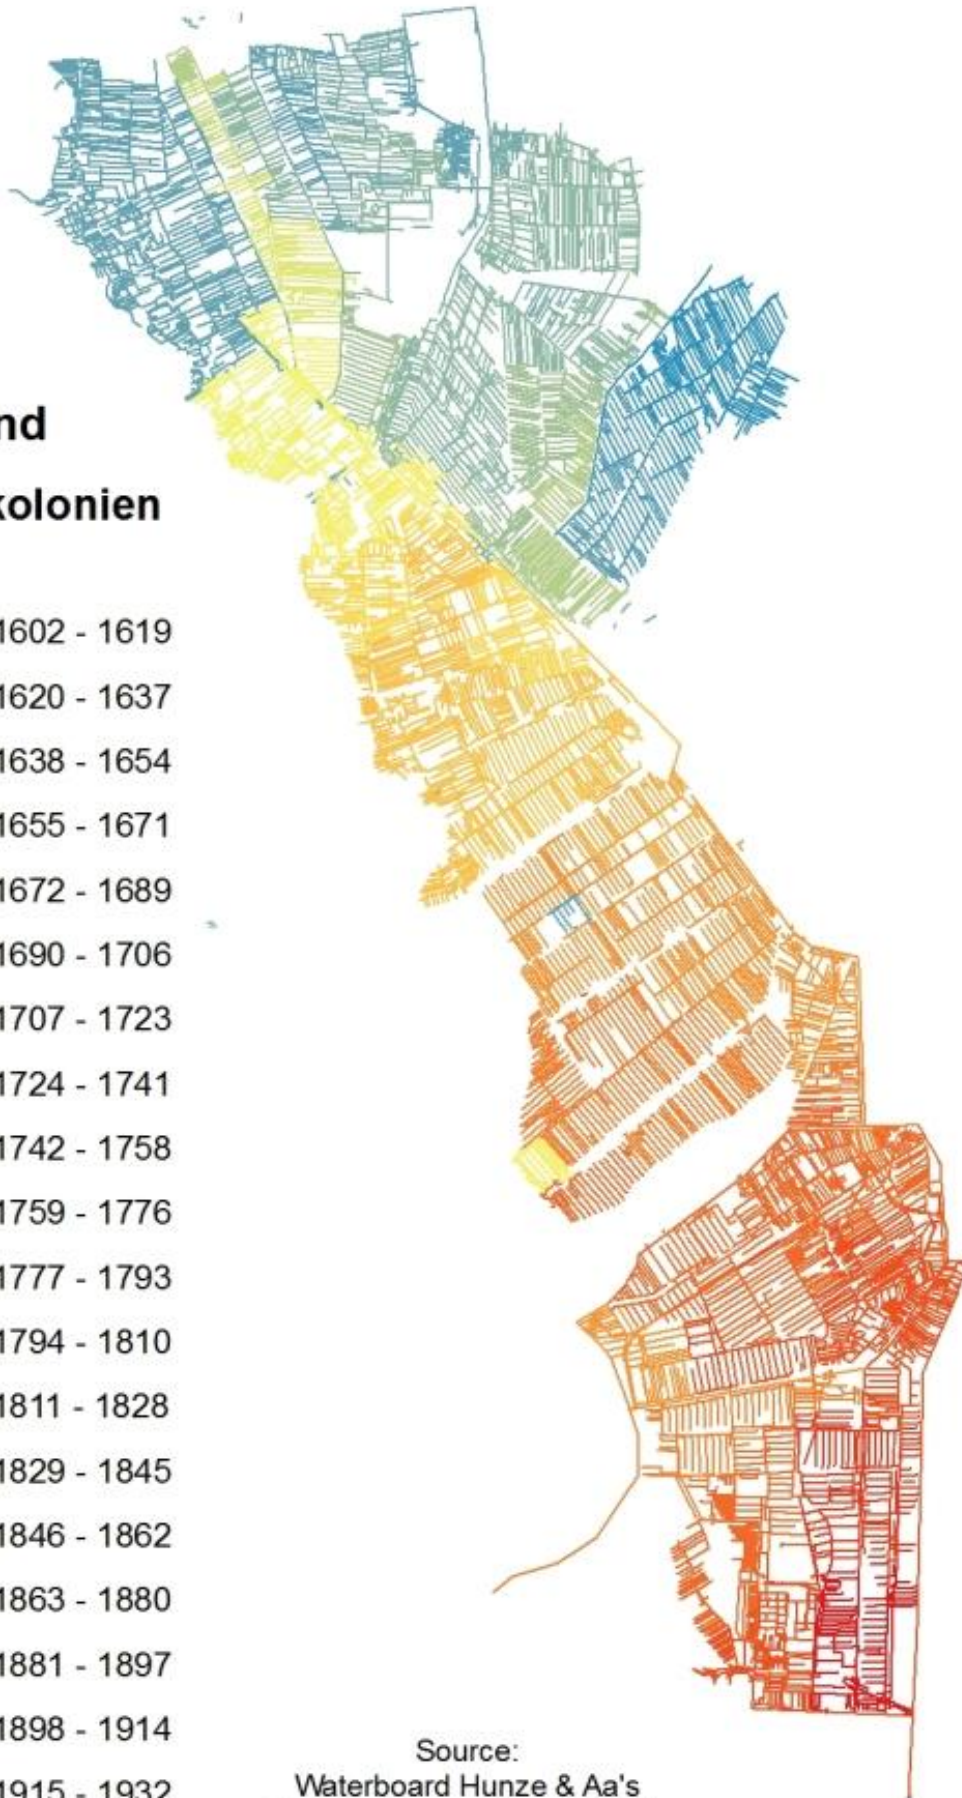 nd
kolonien
1602 - 1619
1620 - 1637
1638 - 1654
1655 - 1671
1672 - 1689
1690 - 1706
1707 - 1723
1724 - 1741
1742 - 1758
1759 - 1776
1777 - 1793
1794 - 1810
1811 - 1828
1829 - 1845
1846 - 1862
1863 - 1880
1881 - 1897
1898 - 1914
1915 - 1932
Source:
Waterboard Hunze & Aa's